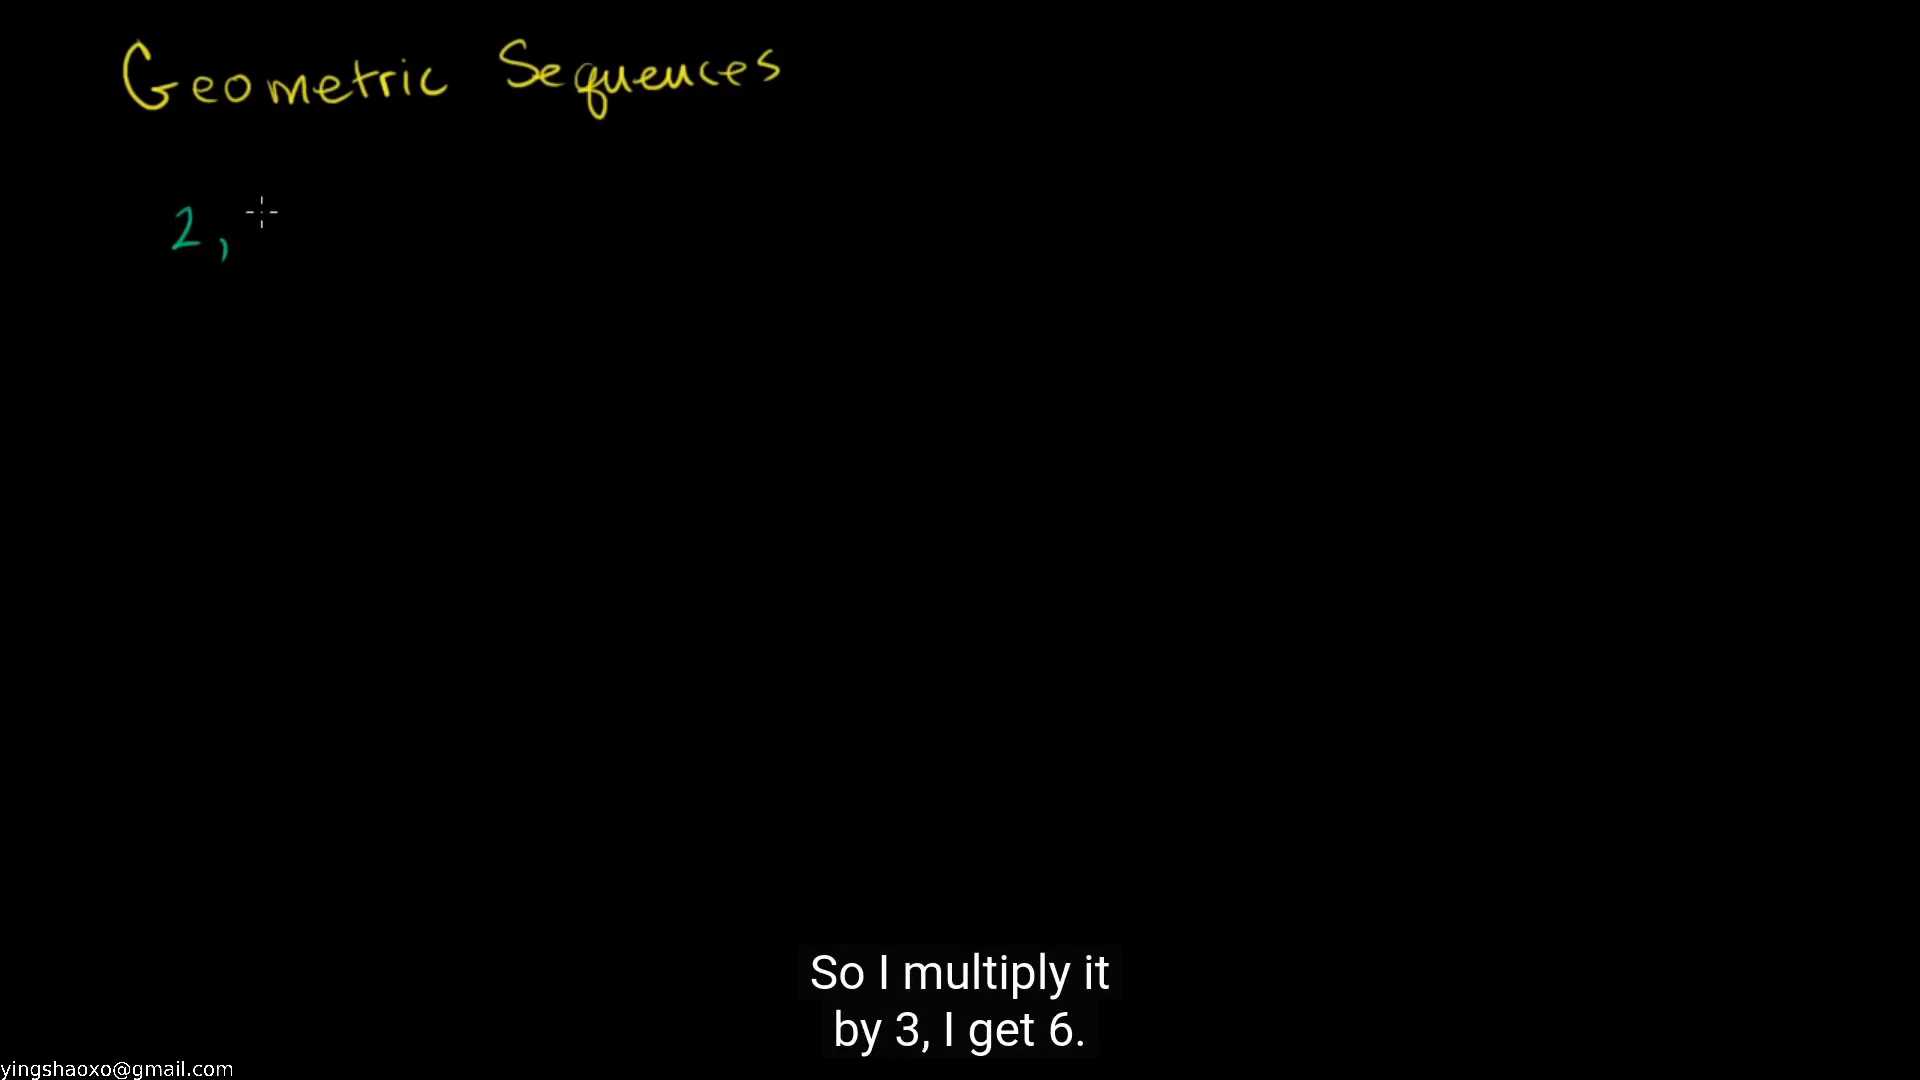 Geometric Sequences
2,
So I multiply it
by 3, I get 6.
yingshaoxo@gmail.com